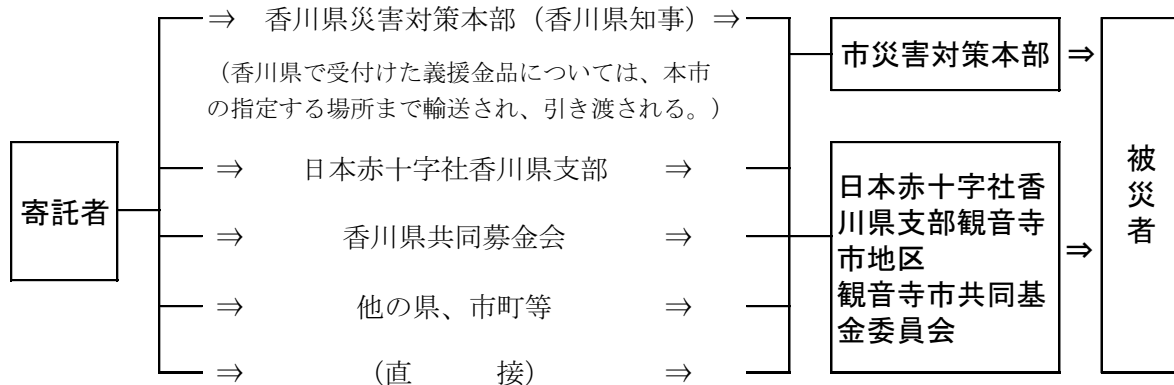 ⇒ 香川県災害対策本部（香川県知事）⇒
（香川県で受付けた義援金品については、本市
の指定する場所まで輸送され、引き渡される。）
⇒ 日本赤十字社香川県支部 ⇒
⇒ 香川県共同募金会 ⇒
⇒ 他の県、市町等 ⇒
⇒ （直　　接） ⇒
寄託者
市災害対策本部 ⇒
日本赤十字社香
川県支部観音寺
市地区
観音寺市共同基
金委員会
⇒
被災者